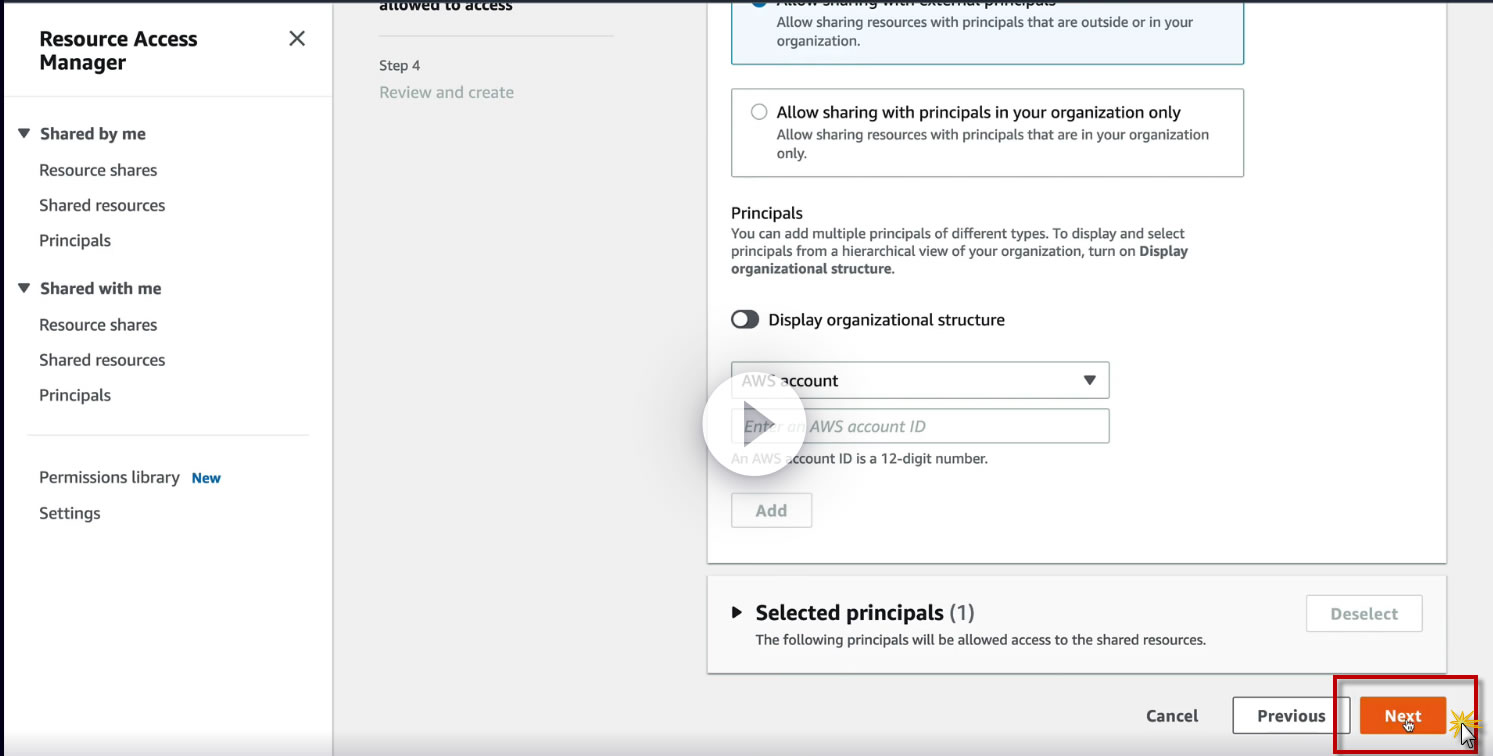 Resource Access
Manager
Shared by me
Resource shares
Shared resources
Principals
Shared with me
Resource shares
Shared resources
Principals
Permissions library New
Settings
allowed to access
Step 4
Review and create
Allow sharing with external principals
Allow sharing resources with principals that are outside or in your
organization.
Allow sharing with principals in your organization only
Allow sharing resources with principals that are in your organization
only.
Principals
You can add multiple principals of different types. To display and select
principals from a hierarchical view of your organization, turn on Display
organizational structure.
Display organizational structure
AWS account
Enter an AWS account ID
An AWS account ID is a 12-digit number.
Add
Selected principals (1)
Deselect
The following principals will be allowed access to the shared resources.
Cancel
Previous
Next